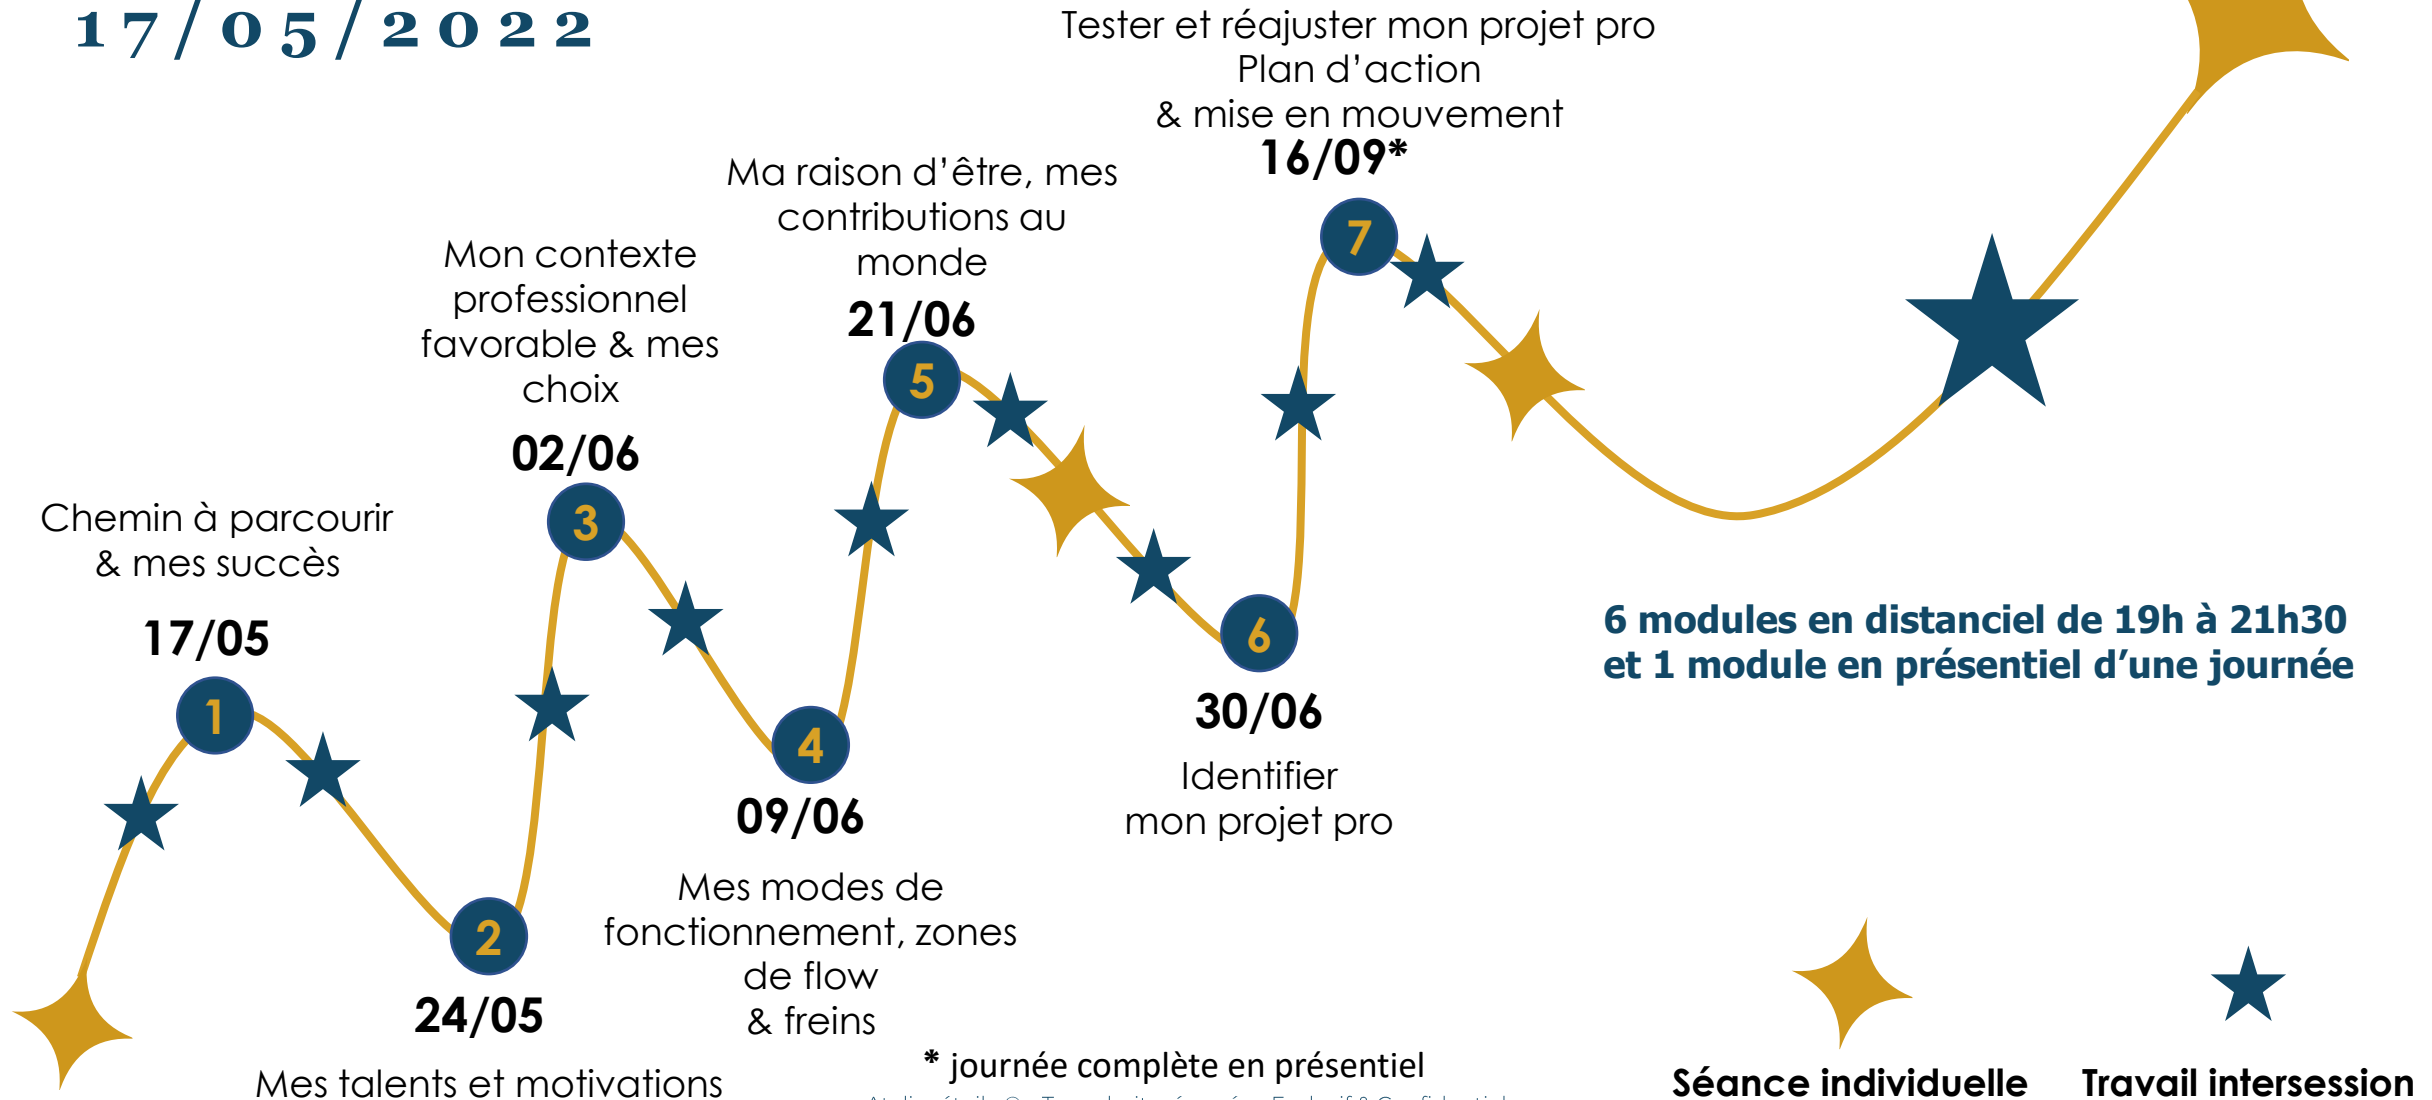 17/05/2022
Tester et réajuster mon projet pro
Plan d’action
& mise en mouvement
16/09*
7
Ma raison d’être, mes
contributions au
monde
21/06
5
Mon contexte
professionnel
favorable & mes
choix
02/06
3
Chemin à parcourir
& mes succès
17/05
1
2
24/05
Mes talents et motivations
4
09/06
Mes modes de
fonctionnement, zones
de flow
& freins
6
30/06
Identifier
mon projet pro
6 modules en distanciel de 19h à 21h30
et 1 module en présentiel d’une journée
* journée complète en présentiel
Séance individuelle
Travail intersession